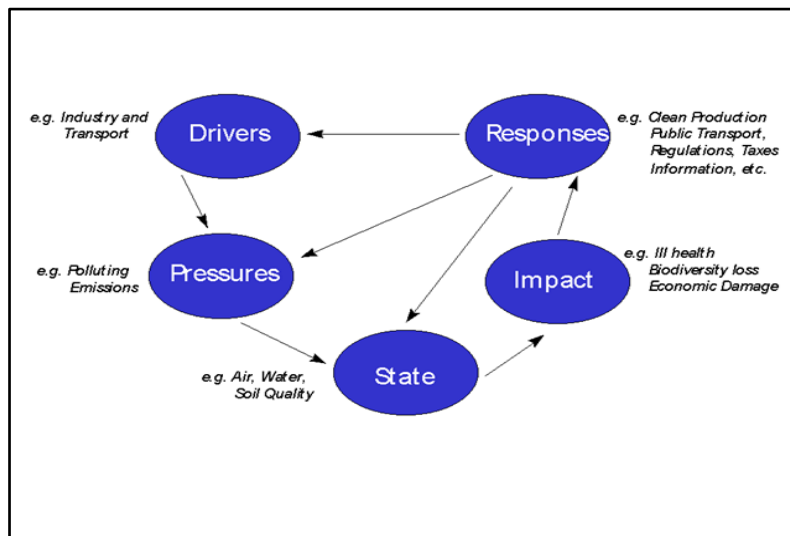 e.g. Industry and
Transport
Drivers
Responses
e.g. Clean Production
Public Transport,
Regulations, Taxes
Information, etc.
e.g. Polluting
Emissions
Pressures
Impact
e.g. Ill health
Biodiversity loss
Economic Damage
e.g. Air, Water,
Soil Quality
State